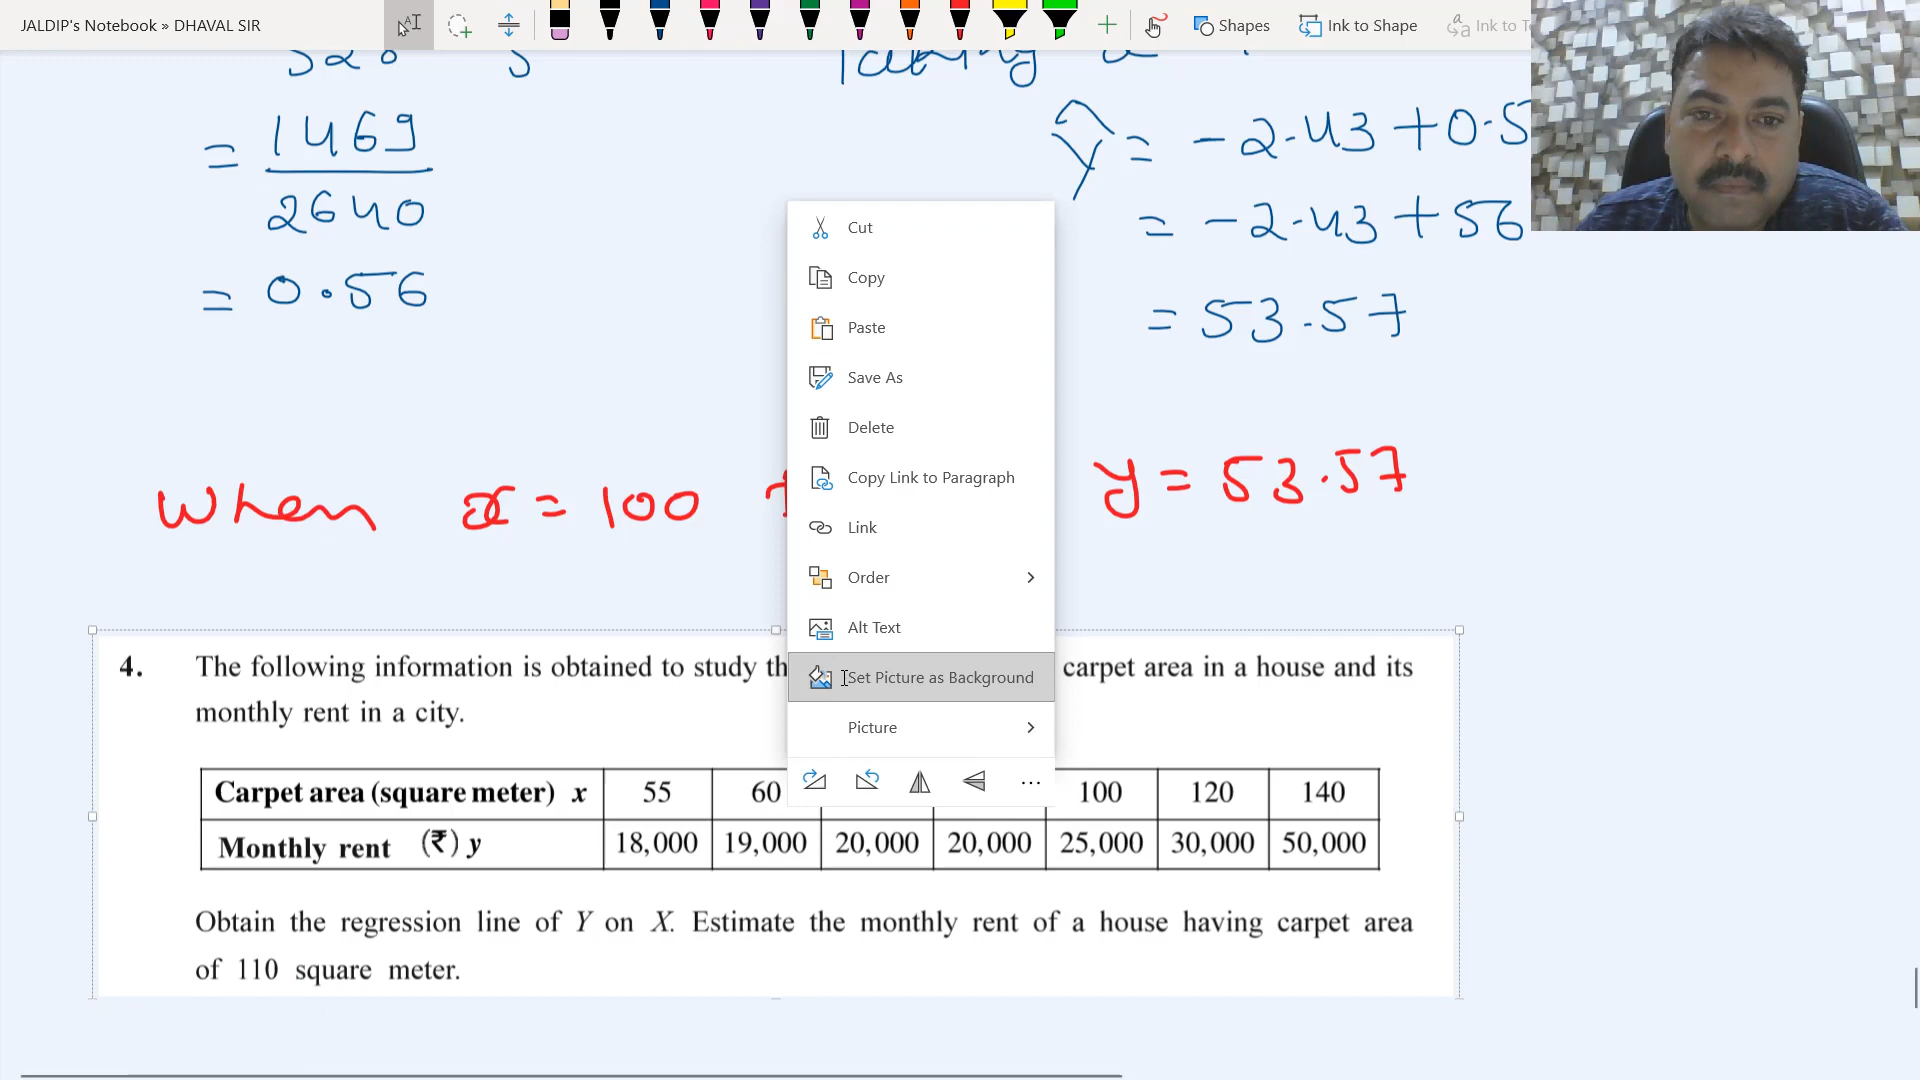 JALDIP's Notebook » DHAVAL SIR
Shapes
Ink to Shape
Ink to
Taking
= 1469
2640
= 0.56
ŷ = -2.43 + 0.5
= -2.43 + 56
= 53.57
When x = 100
y = 53.57
Cut
Copy
Paste
Save As
Delete
Copy Link to Paragraph
Link
Order
Alt Text
Set Picture as Background
Picture
4. The following information is obtained to study carpet area in a house and its
monthly rent in a city.
Carpet area (square meter) x 55 60 100 120 140
Monthly rent (₹) y 18,000 19,000 20,000 20,000 25,000 30,000 50,000
Obtain the regression line of Y on X. Estimate the monthly rent of a house having carpet area
of 110 square meter.